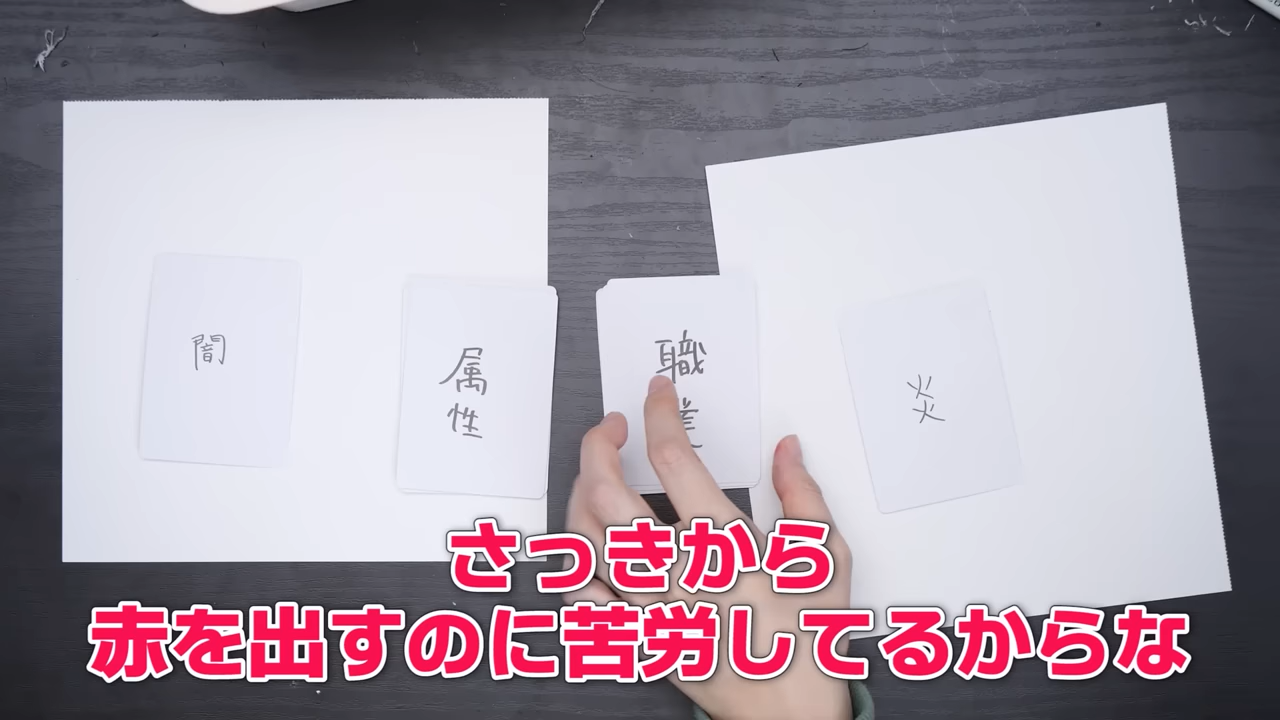 闇
属性
職業
炎
さっきから
赤を出すのに苦労してるからな